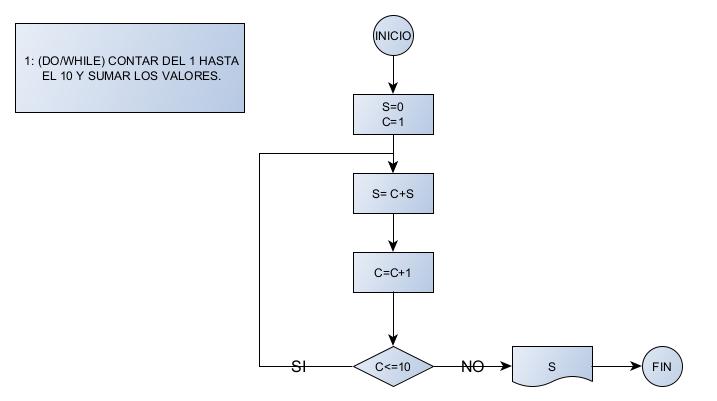 1: (DO/WHILE) CONTAR DEL 1 HASTA
EL 10 Y SUMAR LOS VALORES.
INICIO
S=0
C=1
S= C+S
C=C+1
SI
C<=10
NO
S
FIN